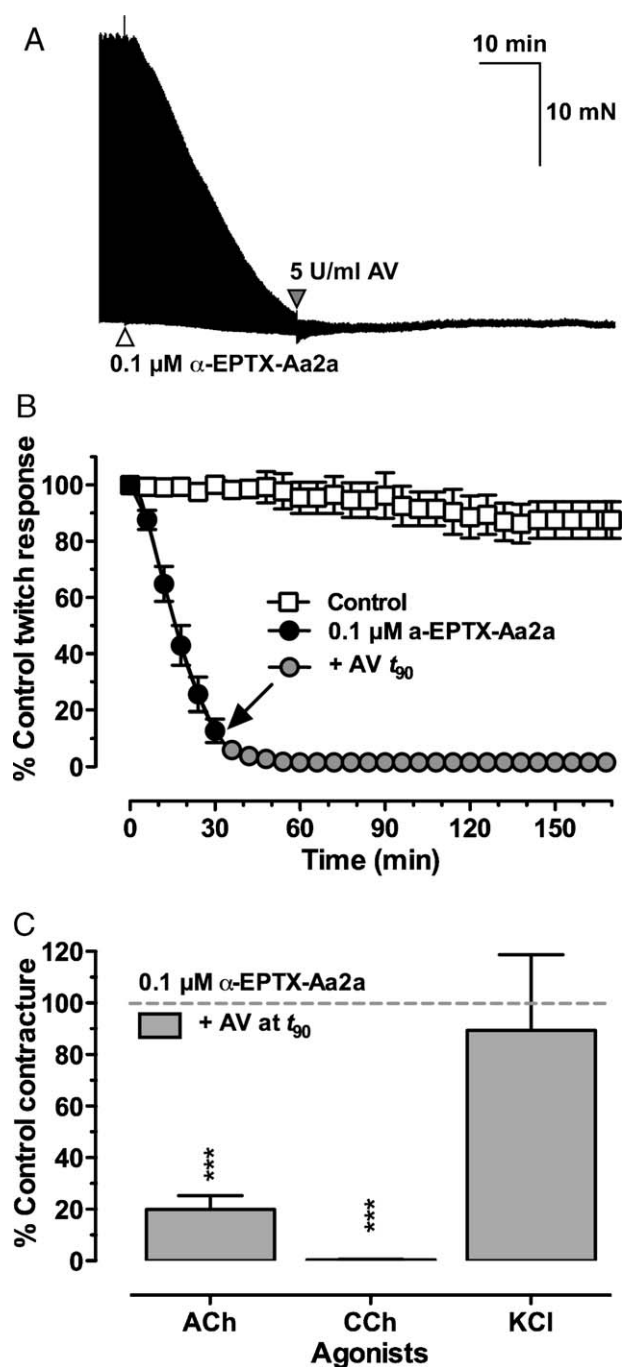 A
10 min
10 mN
5 U/ml AV
0.1 μM α-EPTX-Aa2a
B
% Control twitch response
100
80
60
40
20
0
Control
0.1 μM a-EPTX-Aa2a
+ AV t90
0 30 60 90 120 150
Time (min)
C
% Control contracture
120
100
80
60
40
20
0
0.1 μM α-EPTX-Aa2a
+ AV at t90
***
***
ACh CCh KCl
Agonists